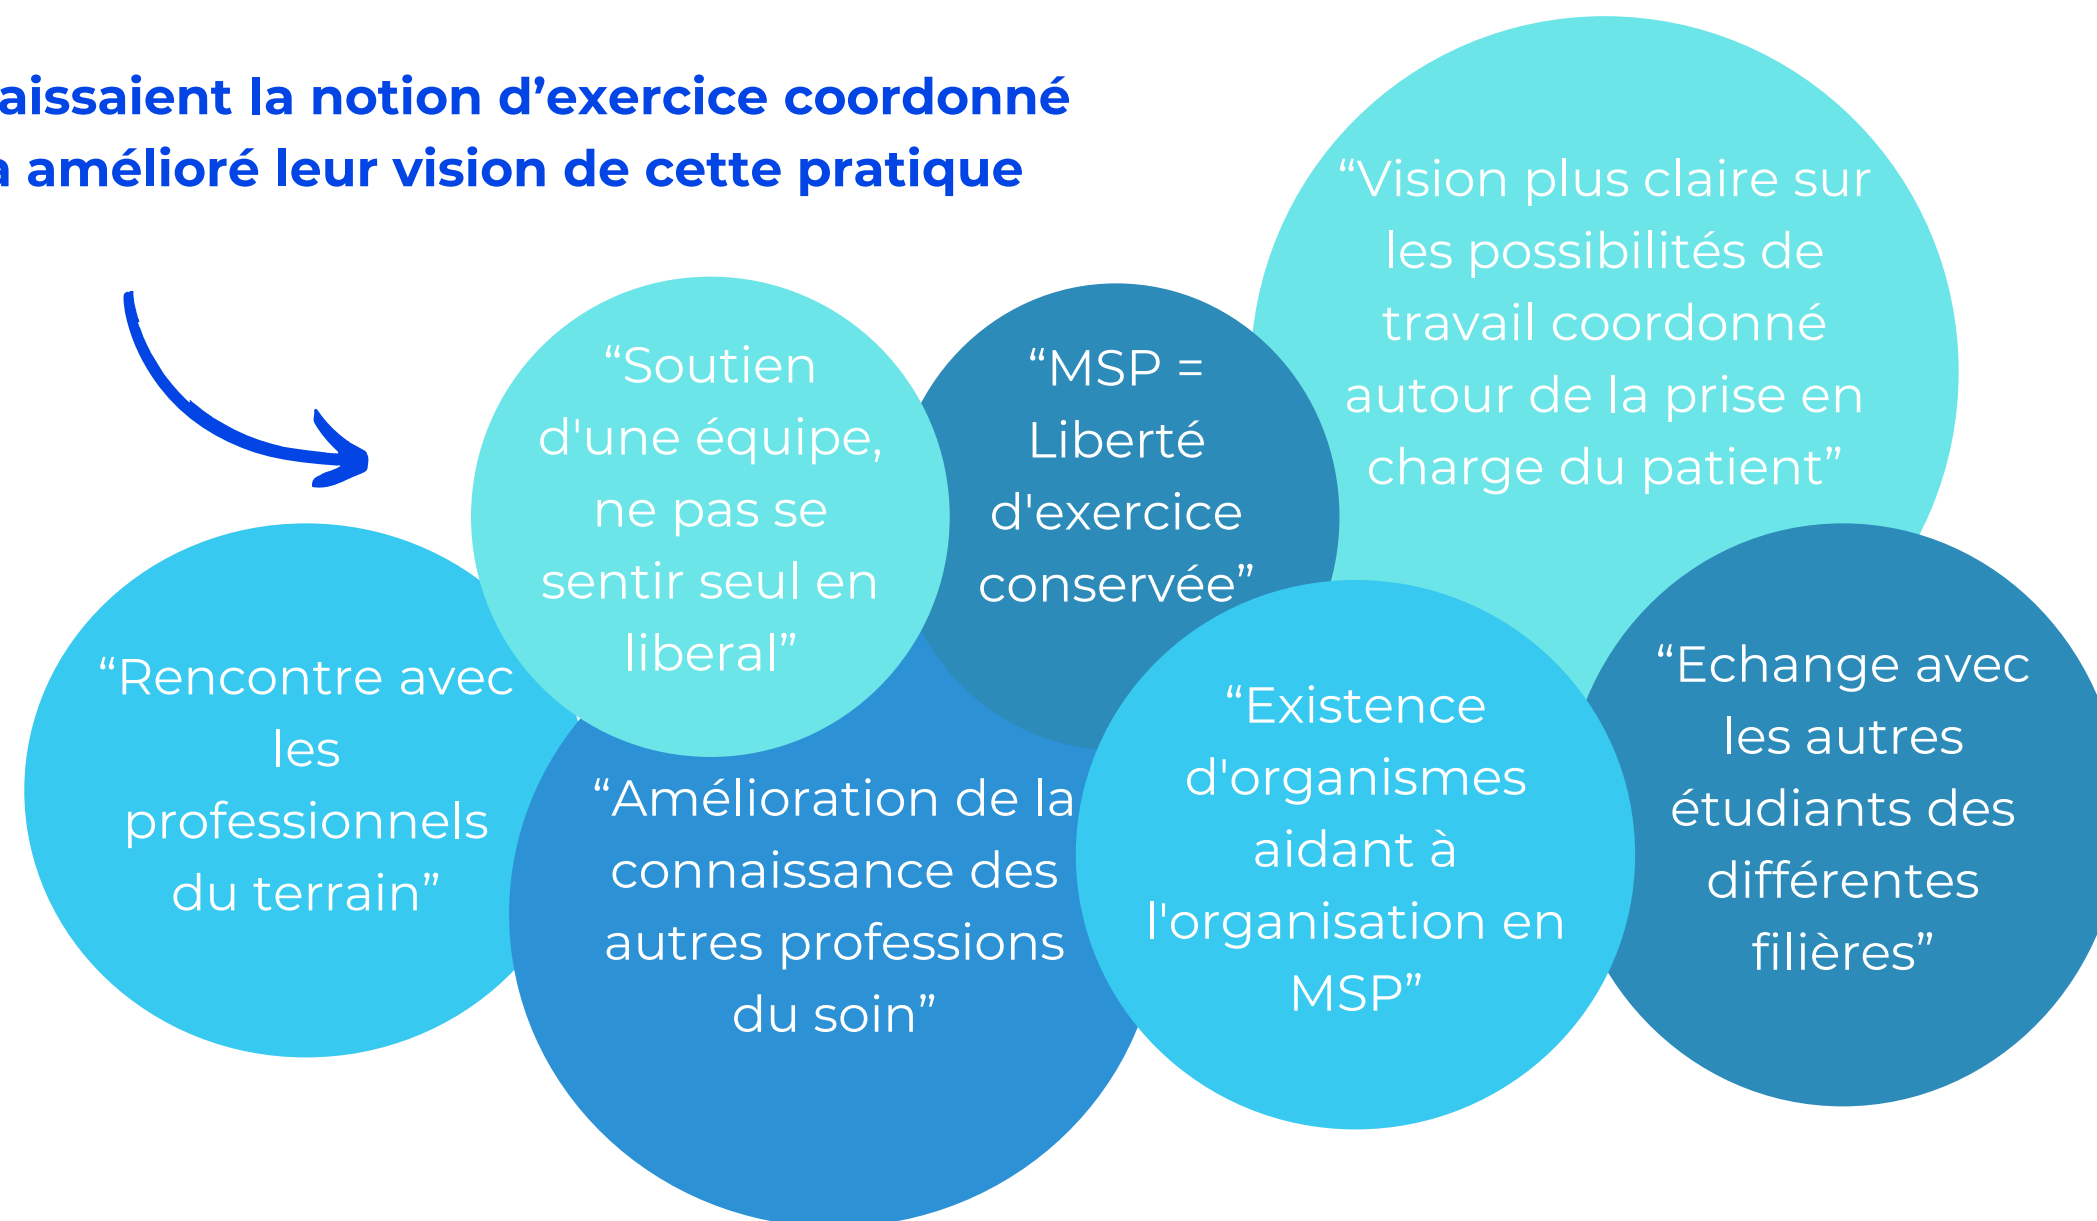 aissaient la notion d’exercice coordonné
a amélioré leur vision de cette pratique
“Vision plus claire sur
les possibilités de
travail coordonné
autour de la prise en
charge du patient”
“Soutien
d'une équipe,
ne pas se
sentir seul en
liberal”
“MSP =
Liberté
d'exercice
conservée”
“Rencontre avec
les
professionnels
du terrain”
“Amélioration de la
connaissance des
autres professions
du soin”
“Existence
d'organismes
aidant à
l'organisation en
MSP”
“Echange avec
les autres
étudiants des
différentes
filières”